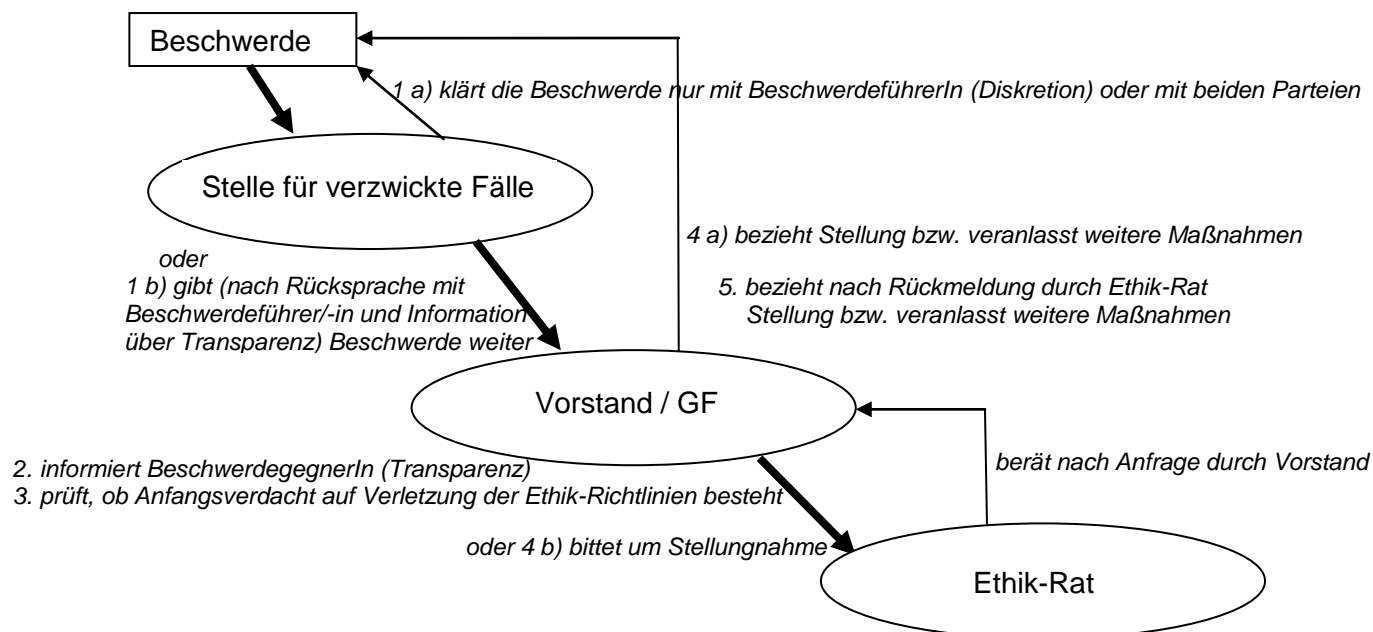 Beschwerde
1 a) klärt die Beschwerde nur mit BeschwerdeführerIn (Diskretion) oder mit beiden Parteien
Stelle für verzwickte Fälle
4 a) bezieht Stellung bzw. veranlasst weitere Maßnahmen
oder
1 b) gibt (nach Rücksprache mit
Beschwerdeführer/-in und Information
über Transparenz) Beschwerde weiter
5. bezieht nach Rückmeldung durch Ethik-Rat
Stellung bzw. veranlasst weitere Maßnahmen
Vorstand / GF
2. informiert BeschwerdegegnerIn (Transparenz)
3. prüft, ob Anfangsverdacht auf Verletzung der Ethik-Richtlinien besteht
berät nach Anfrage durch Vorstand
oder 4 b) bittet um Stellungnahme
Ethik-Rat